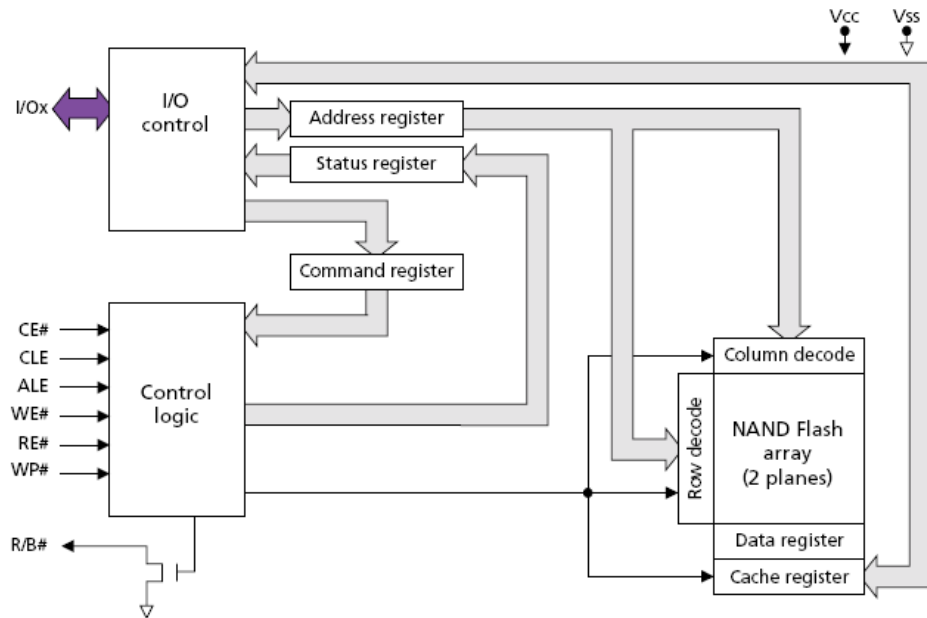 Vcc
Vss
I/Ox
I/O
control
Address register
Status register
Command register
CE#
CLE
ALE
WE#
RE#
WP#
Control
logic
R/B#
Column decode
Row decode
NAND Flash
array
(2 planes)
Data register
Cache register